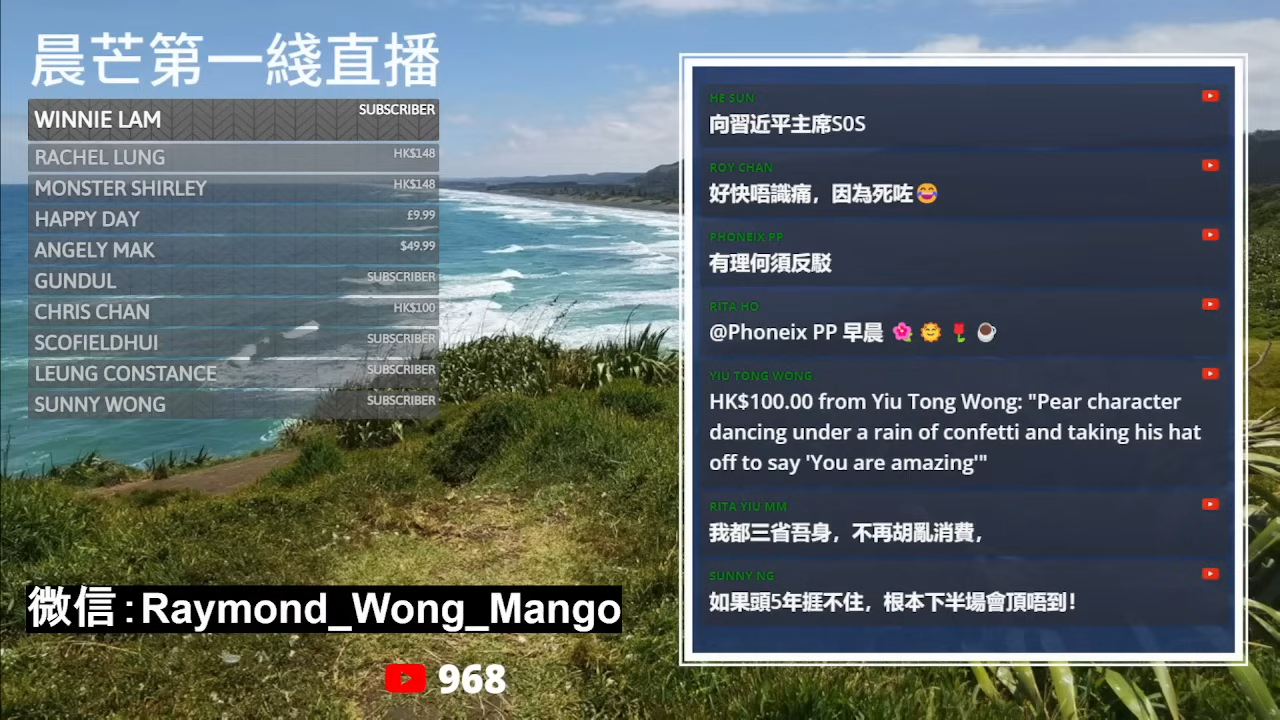 晨芒第一綫直播
WINNIE LAM SUBSCRIBER
RACHEL LUNG HK$148
MONSTER SHIRLEY HK$148
HAPPY DAY £9.99
ANGELY MAK $49.99
GUNDUL SUBSCRIBER
CHRIS CHAN HK$100
SCOFIELDHUI SUBSCRIBER
LEUNG CONSTANCE SUBSCRIBER
SUNNY WONG SUBSCRIBER
微信:Raymond_Wong_Mango
968
HE SUN
向習近平主席S0S
ROY CHAN
好快唔識痛，因為死咗😂
PHONEIX PP
有理何須反駁
RITA HO
@Phoneix PP 早晨 🌺 🌞 🌷 ☕
YIU TONG WONG
HK$100.00 from Yiu Tong Wong: "Pear character
dancing under a rain of confetti and taking his hat
off to say 'You are amazing'"
RITA YIU MM
我都三省吾身，不再胡亂消費，
SUNNY NG
如果頭5年捱不住，根本下半場會頂唔到！